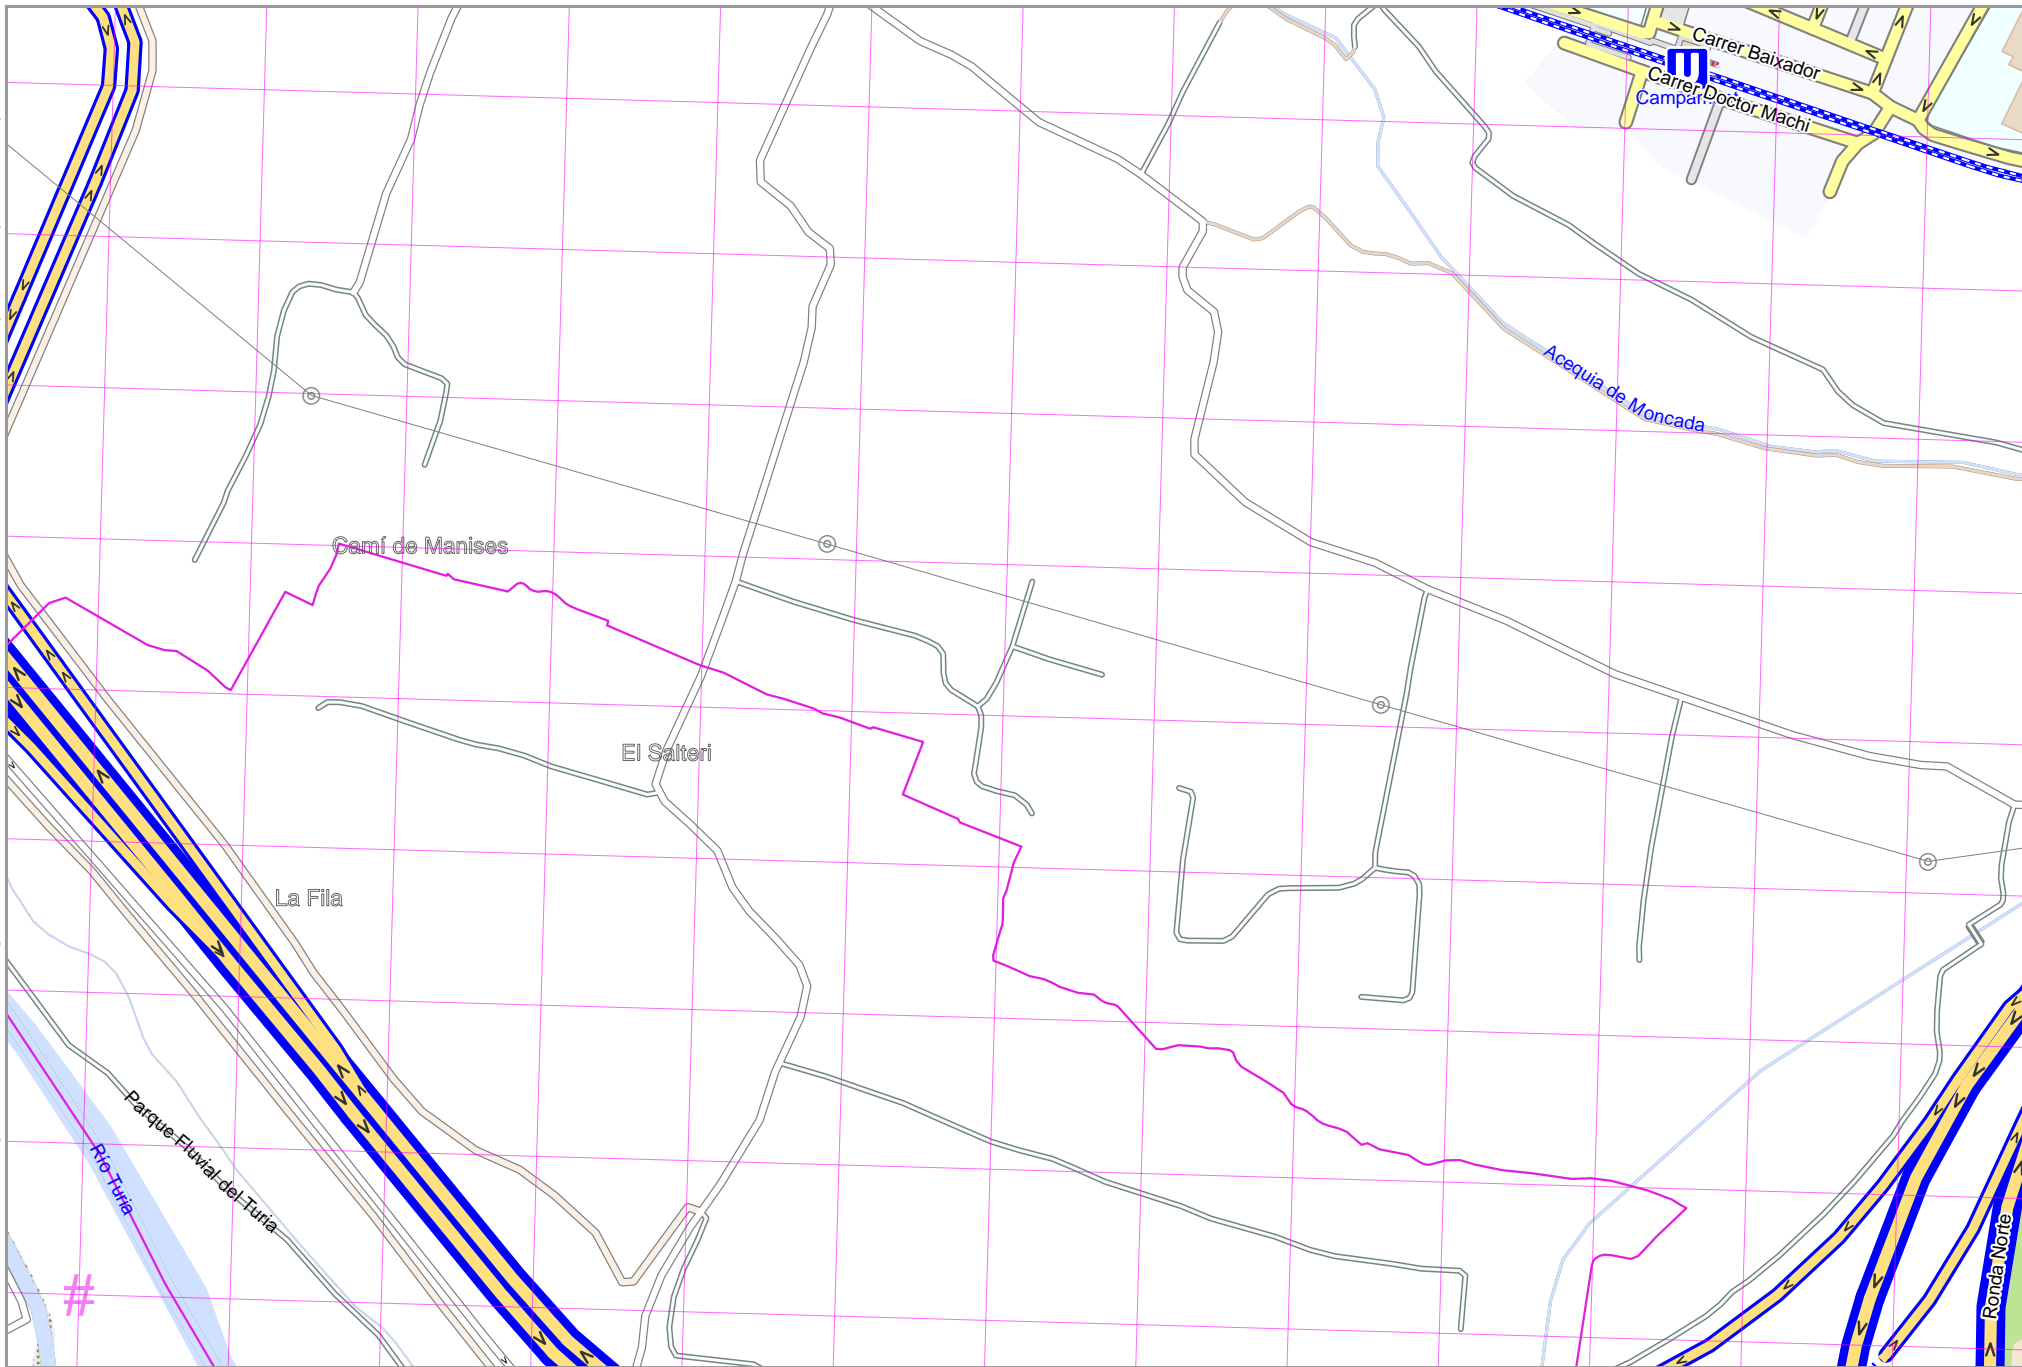 Carrer Baixador
Carrer Doctor Machi
Acequia de Moncada
Camí de Manises
El Salteri
La Fila
Parque Fluvial del Turia
Río Turia
Ronda Norte
#